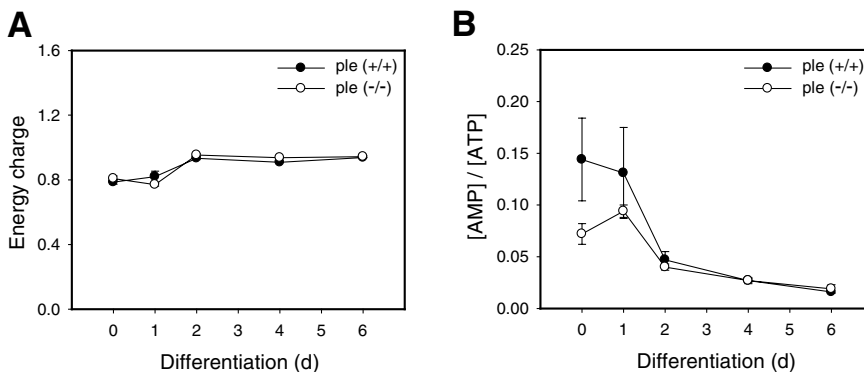 A
Energy charge
1.6
1.2
0.8
0.4
0.0
ple (+/+)
ple (-/-)
0 1 2 3 4 5 6
Differentiation (d)
B
[AMP] / [ATP]
0.25
0.20
0.15
0.10
0.05
0.00
ple (+/+)
ple (-/-)
0 1 2 3 4 5 6
Differentiation (d)